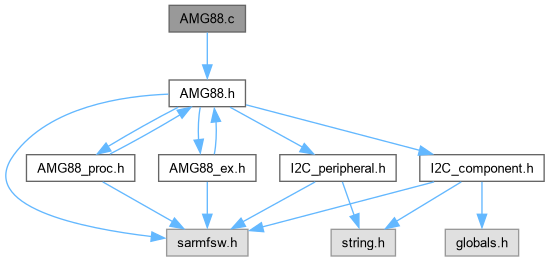 AMG88.c
AMG88.h
AMG88_proc.h
AMG88_ex.h
I2C_peripheral.h
I2C_component.h
sarmfsw.h
string.h
globals.h